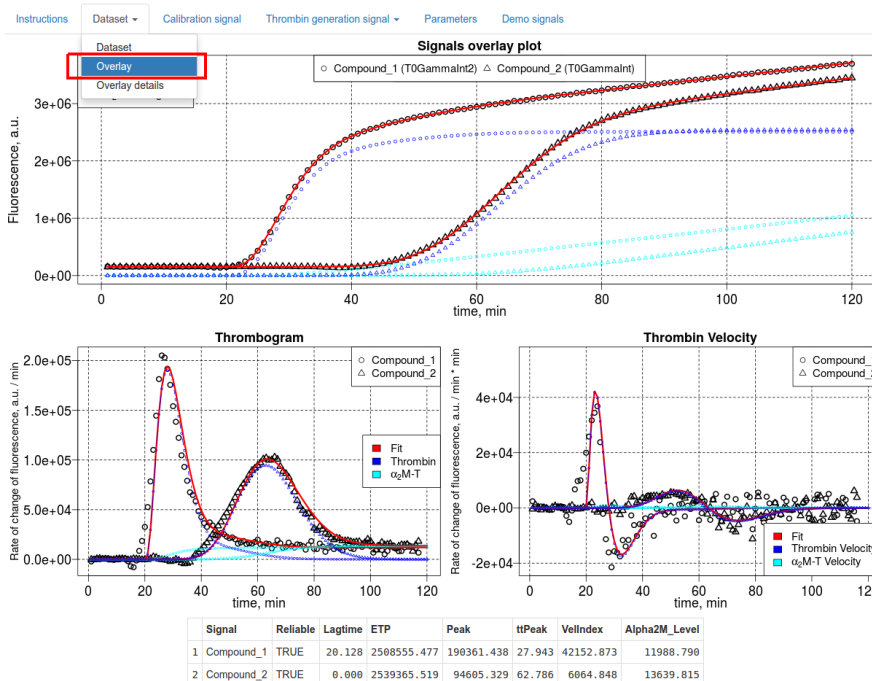 Instructions Dataset Calibration signal Thrombin generation signal Parameters Demo signals
Dataset
Overlay
Overlay details
Signals overlay plot
Compound_1 (T0GammaInt2) Compound_2 (T0GammaInt)
Fluorescence, a.u.
3e+06
2e+06
1e+06
0e+00
0 20 40 60 80 100 120
time, min
Thrombogram
Compound_1
Compound_2
Rate of change of fluorescence, a.u. / min
2.0e+05
1.5e+05
1.0e+05
5.0e+04
0.0e+00
Fit
Thrombin
α₂M-T
0 20 40 60 80 100 120
time, min
Thrombin Velocity
Compound_
Compound_
Rate of change of fluorescence, a.u. / min * min
4e+04
2e+04
0e+00
-2e+04
Fit
Thrombin Velocity
α₂M-T Velocity
0 20 40 60 80 100 120
time, min
Signal Reliable Lagtime ETP Peak ttPeak VelIndex Alpha2M_Level
1 Compound_1 TRUE 20.128 2508555.477 190361.438 27.943 42152.873 11988.790
2 Compound_2 TRUE 0.000 2539365.519 94605.329 62.786 6064.848 13639.815